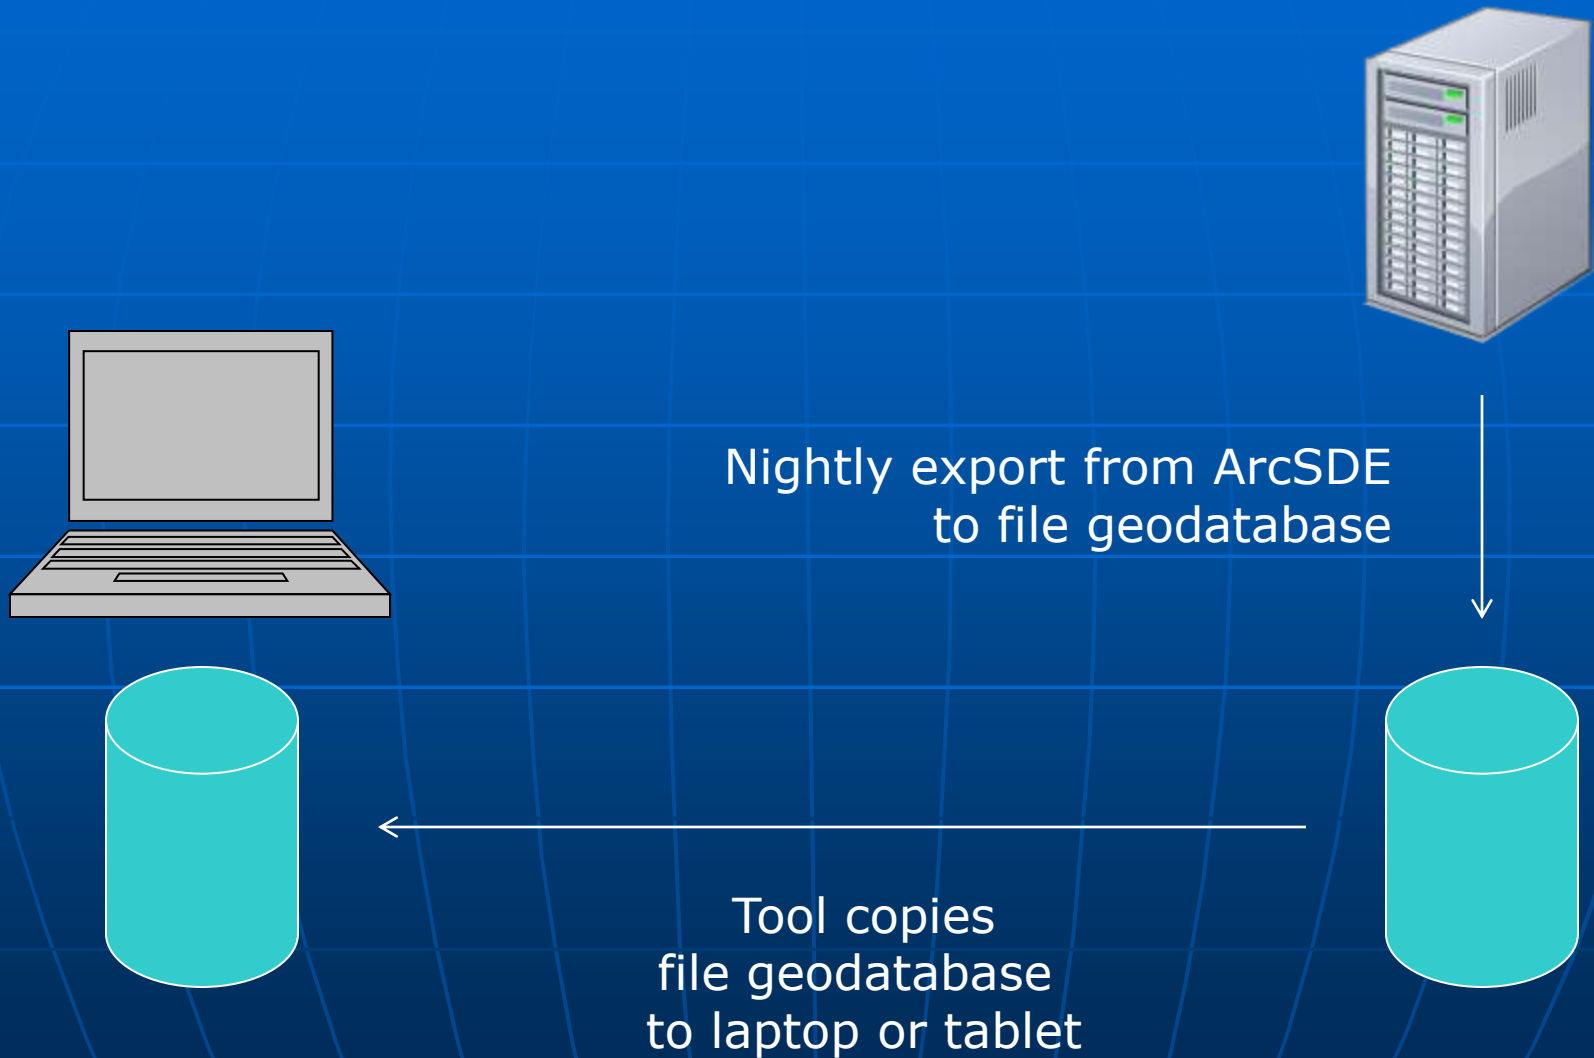 Nightly export from ArcSDE
to file geodatabase
Tool copies
file geodatabase
to laptop or tablet